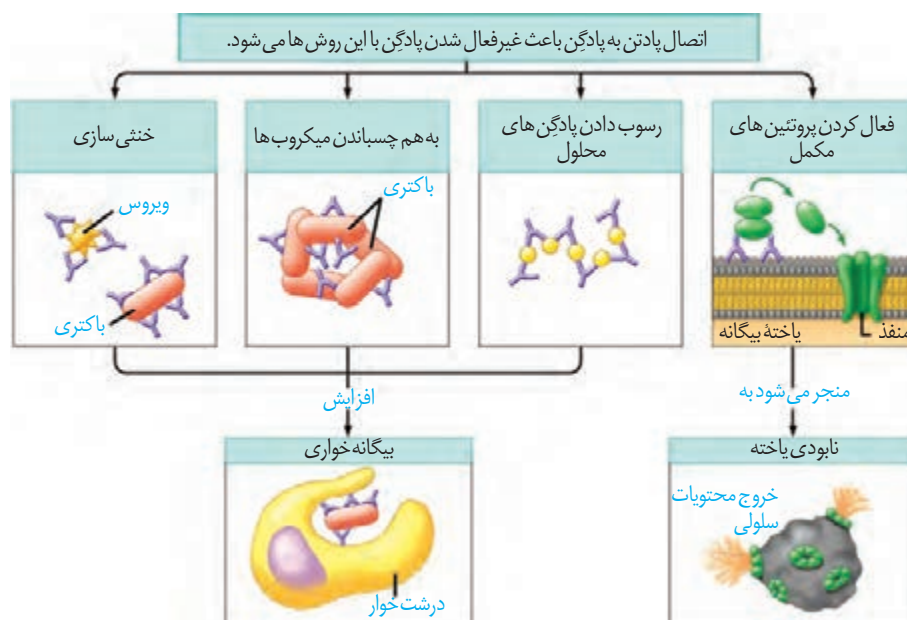 اتصال پادتن به پادگِن باعث غیرفعال شدن پادگِن با این روش ها می شود.
فعال کردن پروتئین های
مکمل
رسوب دادن پادگِن های
محلول
به هم چسباندن میکروب ها
خنثی سازی
منفذ
یاختهٔ بیگانه
باکتری
ویروس
باکتری
منجر می شود به
افزایش
نابودی یاخته
خروج محتویات
سلولی
بیگانه خواری
درشت خوار